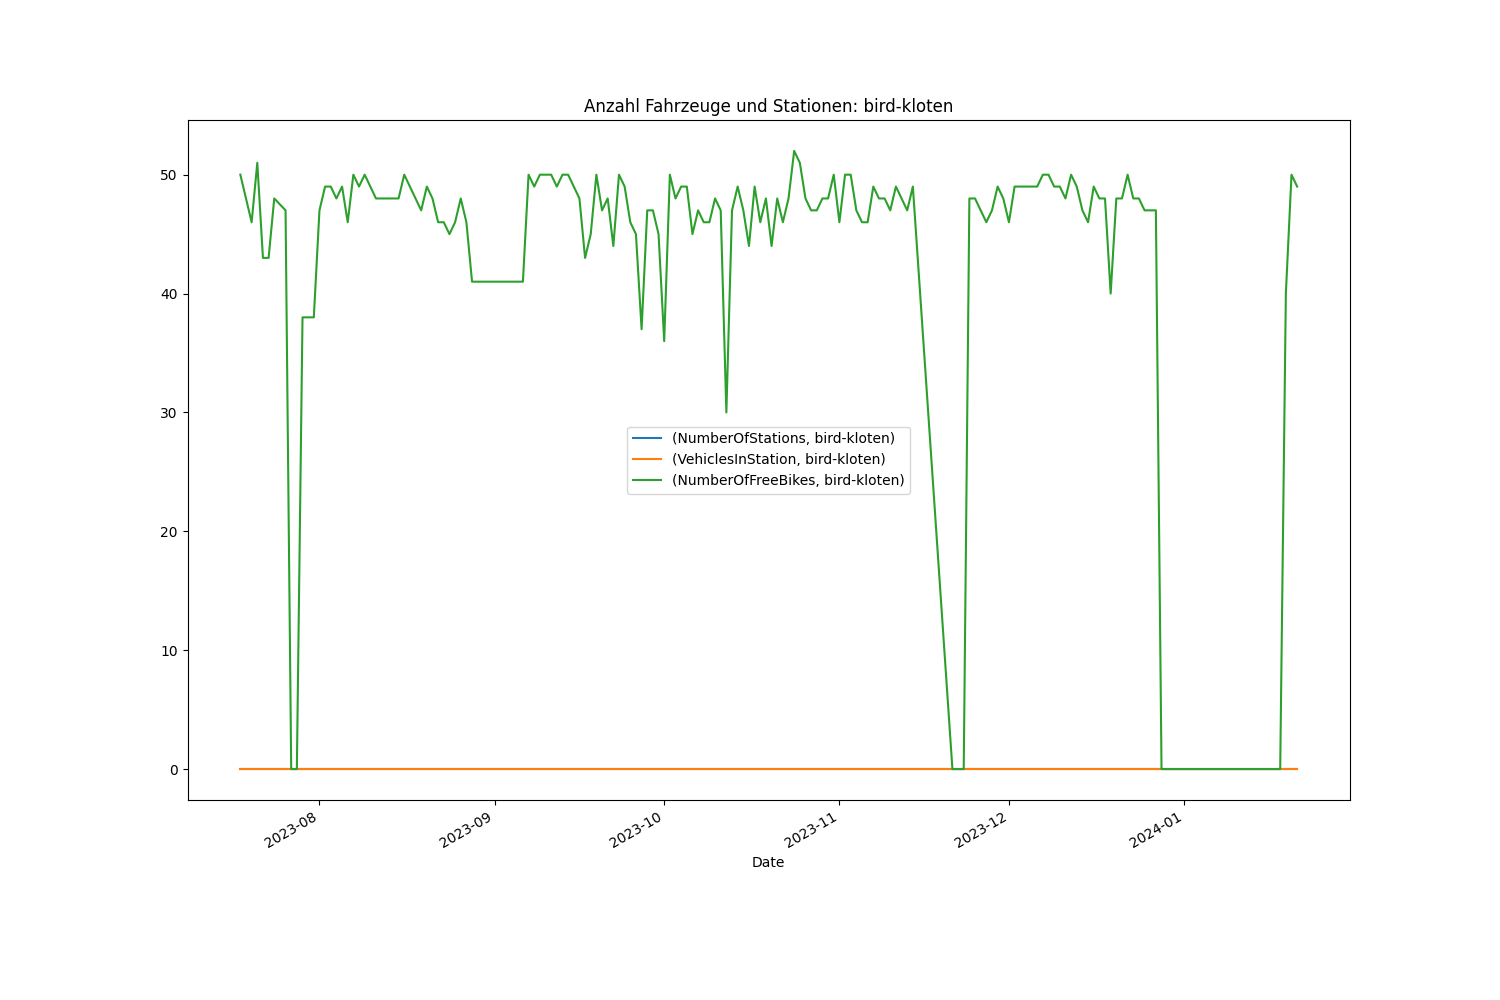 Anzahl Fahrzeuge und Stationen: bird-kloten
50
40
30
20
10
0
(NumberOfStations, bird-kloten)
(VehiclesInStation, bird-kloten)
(NumberOfFreeBikes, bird-kloten)
2023-08
2023-09
2023-10
2023-11
2023-12
2024-01
Date